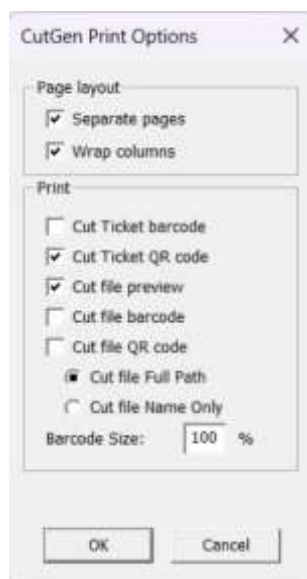 CutGen Print Options
Page layout
Separate pages
Wrap columns
Print
Cut Ticket barcode
Cut Ticket QR code
Cut file preview
Cut file barcode
Cut file QR code
Cut file Full Path
Cut file Name Only
Barcode Size: 100 %
OK Cancel